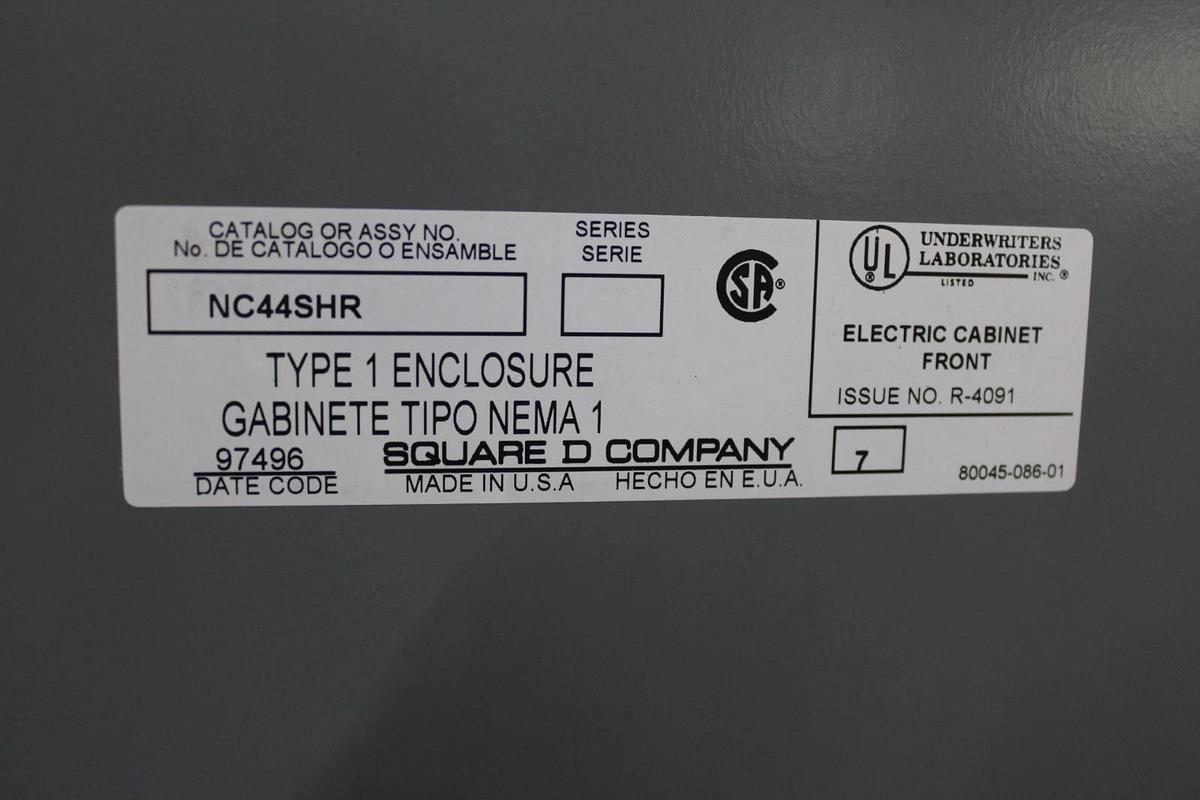 CATALOG OR ASSY NO.
No. DE CATALOGO O ENSAMBLE
NC44SHR
SERIES
SERIE
TYPE 1 ENCLOSURE
GABINETE TIPO NEMA 1
97496
DATE CODE
SQUARE D COMPANY
MADE IN U.S.A HECHO EN E.U.A.
SA ®
UL ®
UNDERWRITERS
LABORATORIES
INC. ®
LISTED
ELECTRIC CABINET
FRONT
ISSUE NO. R-4091
7
80045-086-01